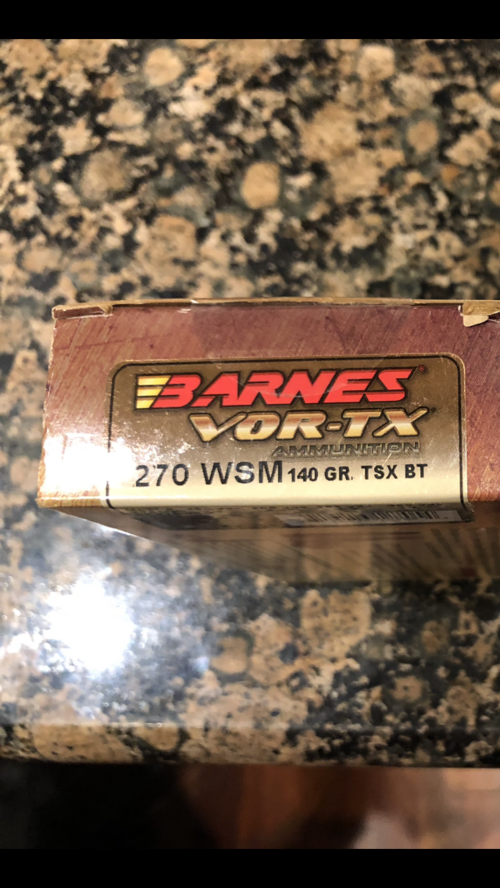 BARNES
VOR-TX
AMMUNITION
270 WSM 140 GR. TSX BT